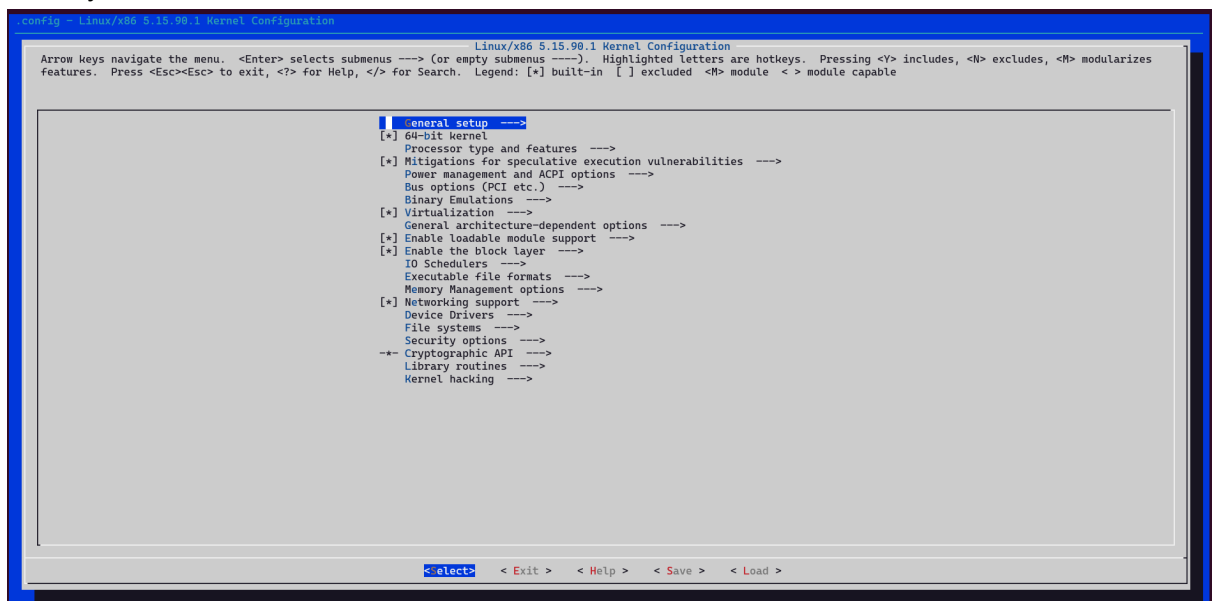 .config - Linux/x86 5.15.90.1 Kernel Configuration
Linux/x86 5.15.90.1 Kernel Configuration
Arrow keys navigate the menu.  <Enter> selects submenus ---> (or empty submenus ----).  Highlighted letters are hotkeys.  Pressing <Y> includes, <N> excludes, <M> modularizes
features.  Press <Esc><Esc> to exit, <?> for Help, </> for Search.  Legend: [*] built-in  [ ] excluded  <M> module  < > module capable
General setup  --->
[*] 64-bit kernel
Processor type and features  --->
[*] Mitigations for speculative execution vulnerabilities  --->
Power management and ACPI options  --->
Bus options (PCI etc.)  --->
Binary Emulations  --->
[*] Virtualization  --->
General architecture-dependent options  --->
[*] Enable loadable module support  --->
[*] Enable the block layer  --->
IO Schedulers  --->
Executable file formats  --->
Memory Management options  --->
[*] Networking support  --->
Device Drivers  --->
File systems  --->
Security options  --->
-*- Cryptographic API  --->
Library routines  --->
Kernel hacking  --->
<Select>    < Exit >    < Help >    < Save >    < Load >